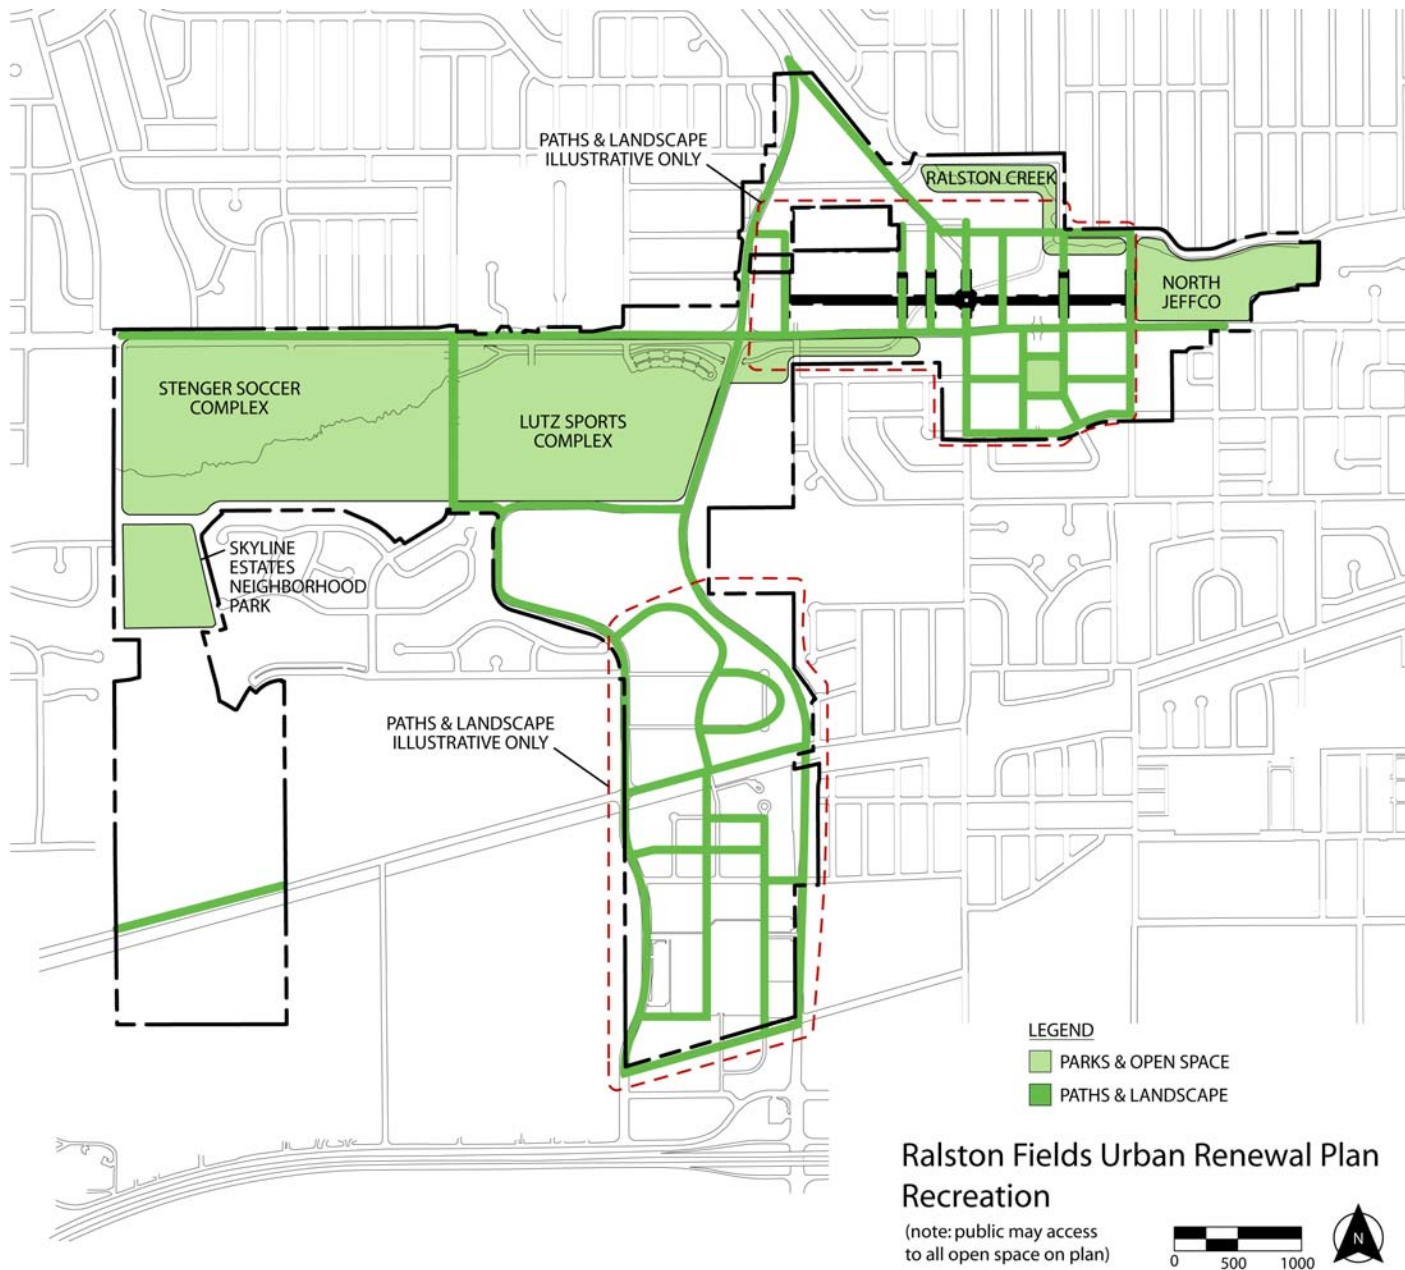 PATHS & LANDSCAPE
ILLUSTRATIVE ONLY
RALSTON CREEK
NORTH
JEFFCO
STENGER SOCCER
COMPLEX
LUTZ SPORTS
COMPLEX
SKYLINE
ESTATES
NEIGHBORHOOD
PARK
PATHS & LANDSCAPE
ILLUSTRATIVE ONLY
LEGEND
PARKS & OPEN SPACE
PATHS & LANDSCAPE
Ralston Fields Urban Renewal Plan
Recreation
(note: public may access
to all open space on plan)
0 500 1000
N